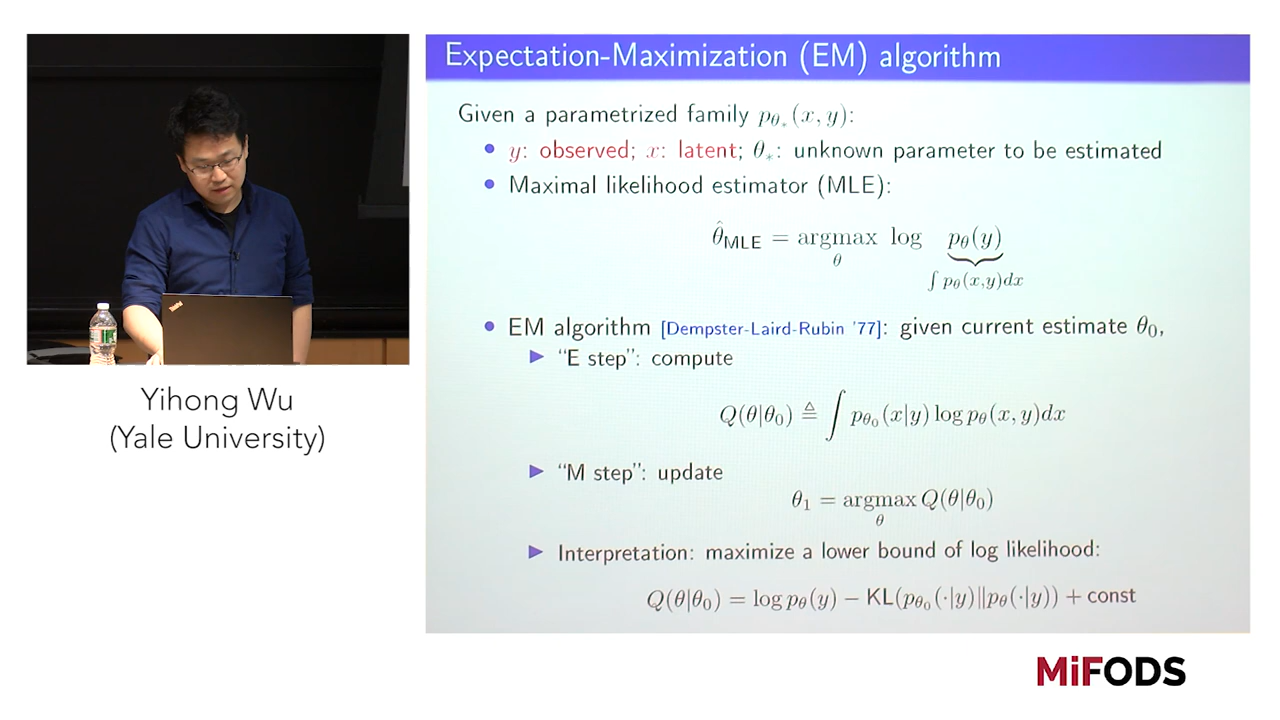 Expectation-Maximization (EM) algorithm
Given a parametrized family p_{θ_*}(x, y):
• y: observed; x: latent; θ_*: unknown parameter to be estimated
• Maximal likelihood estimator (MLE):
θ̂_MLE = argmax_θ log p_θ(y)
∫ p_θ(x,y)dx
• EM algorithm [Dempster-Laird-Rubin '77]: given current estimate θ_0,
▶ “E step”: compute
Q(θ|θ_0) ≜ ∫ p_{θ_0}(x|y) log p_θ(x, y)dx
▶ “M step”: update
θ_1 = argmax_θ Q(θ|θ_0)
▶ Interpretation: maximize a lower bound of log likelihood:
Q(θ|θ_0) = log p_θ(y) − KL(p_{θ_0}(·|y)‖p_θ(·|y)) + const
ThinkPad
Yihong Wu
(Yale University)
MiFODS